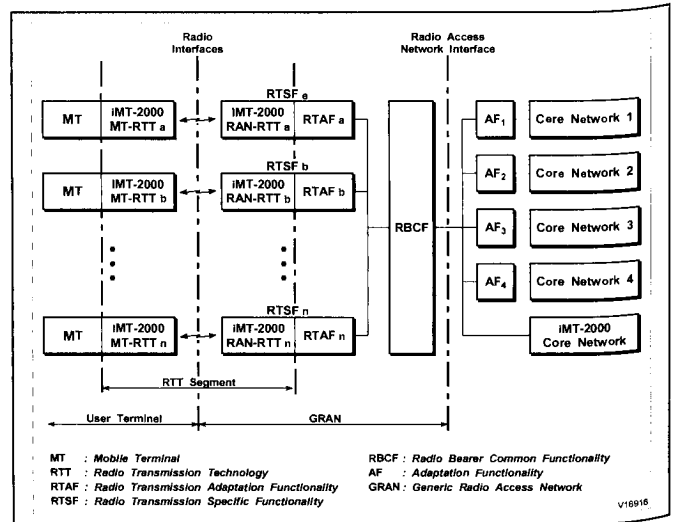 Radio
Interfaces
Radio Access
Network Interface
RTSF e
MT
iMT-2000
MT-RTT a
IMT-2000
RAN-RTT a
RTAF a
AF1
Core Network 1
RTSF b
MT
IMT-2000
MT-RTT b
IMT-2000
RAN-RTT b
RTAF b
AF2
Core Network 2
RBCF
AF3
Core Network 3
AF4
Core Network 4
RTSF n
MT
iMT-2000
MT-RTT n
iMT-2000
RAN-RTT n
RTAF n
iMT-2000
Core Network
RTT Segment
User Terminel
GRAN
MT : Mobile Terminal
RTT : Radio Transmission Technology
RTAF : Radio Transmission Adaptation Functionality
RTSF : Radio Transmission Specific Functionality
RBCF : Radio Bearer Common Functionality
AF : Adaptation Functionality
GRAN : Generic Radio Access Network
V16916